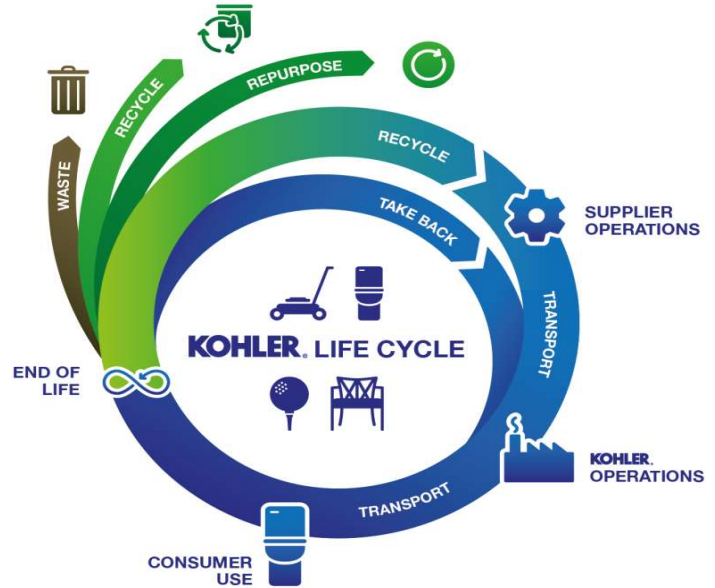 RECYCLE
REPURPOSE
WASTE
RECYCLE
TAKE BACK
SUPPLIER
OPERATIONS
TRANSPORT
KOHLER. LIFE CYCLE
END OF
LIFE
KOHLER.
OPERATIONS
TRANSPORT
CONSUMER
USE